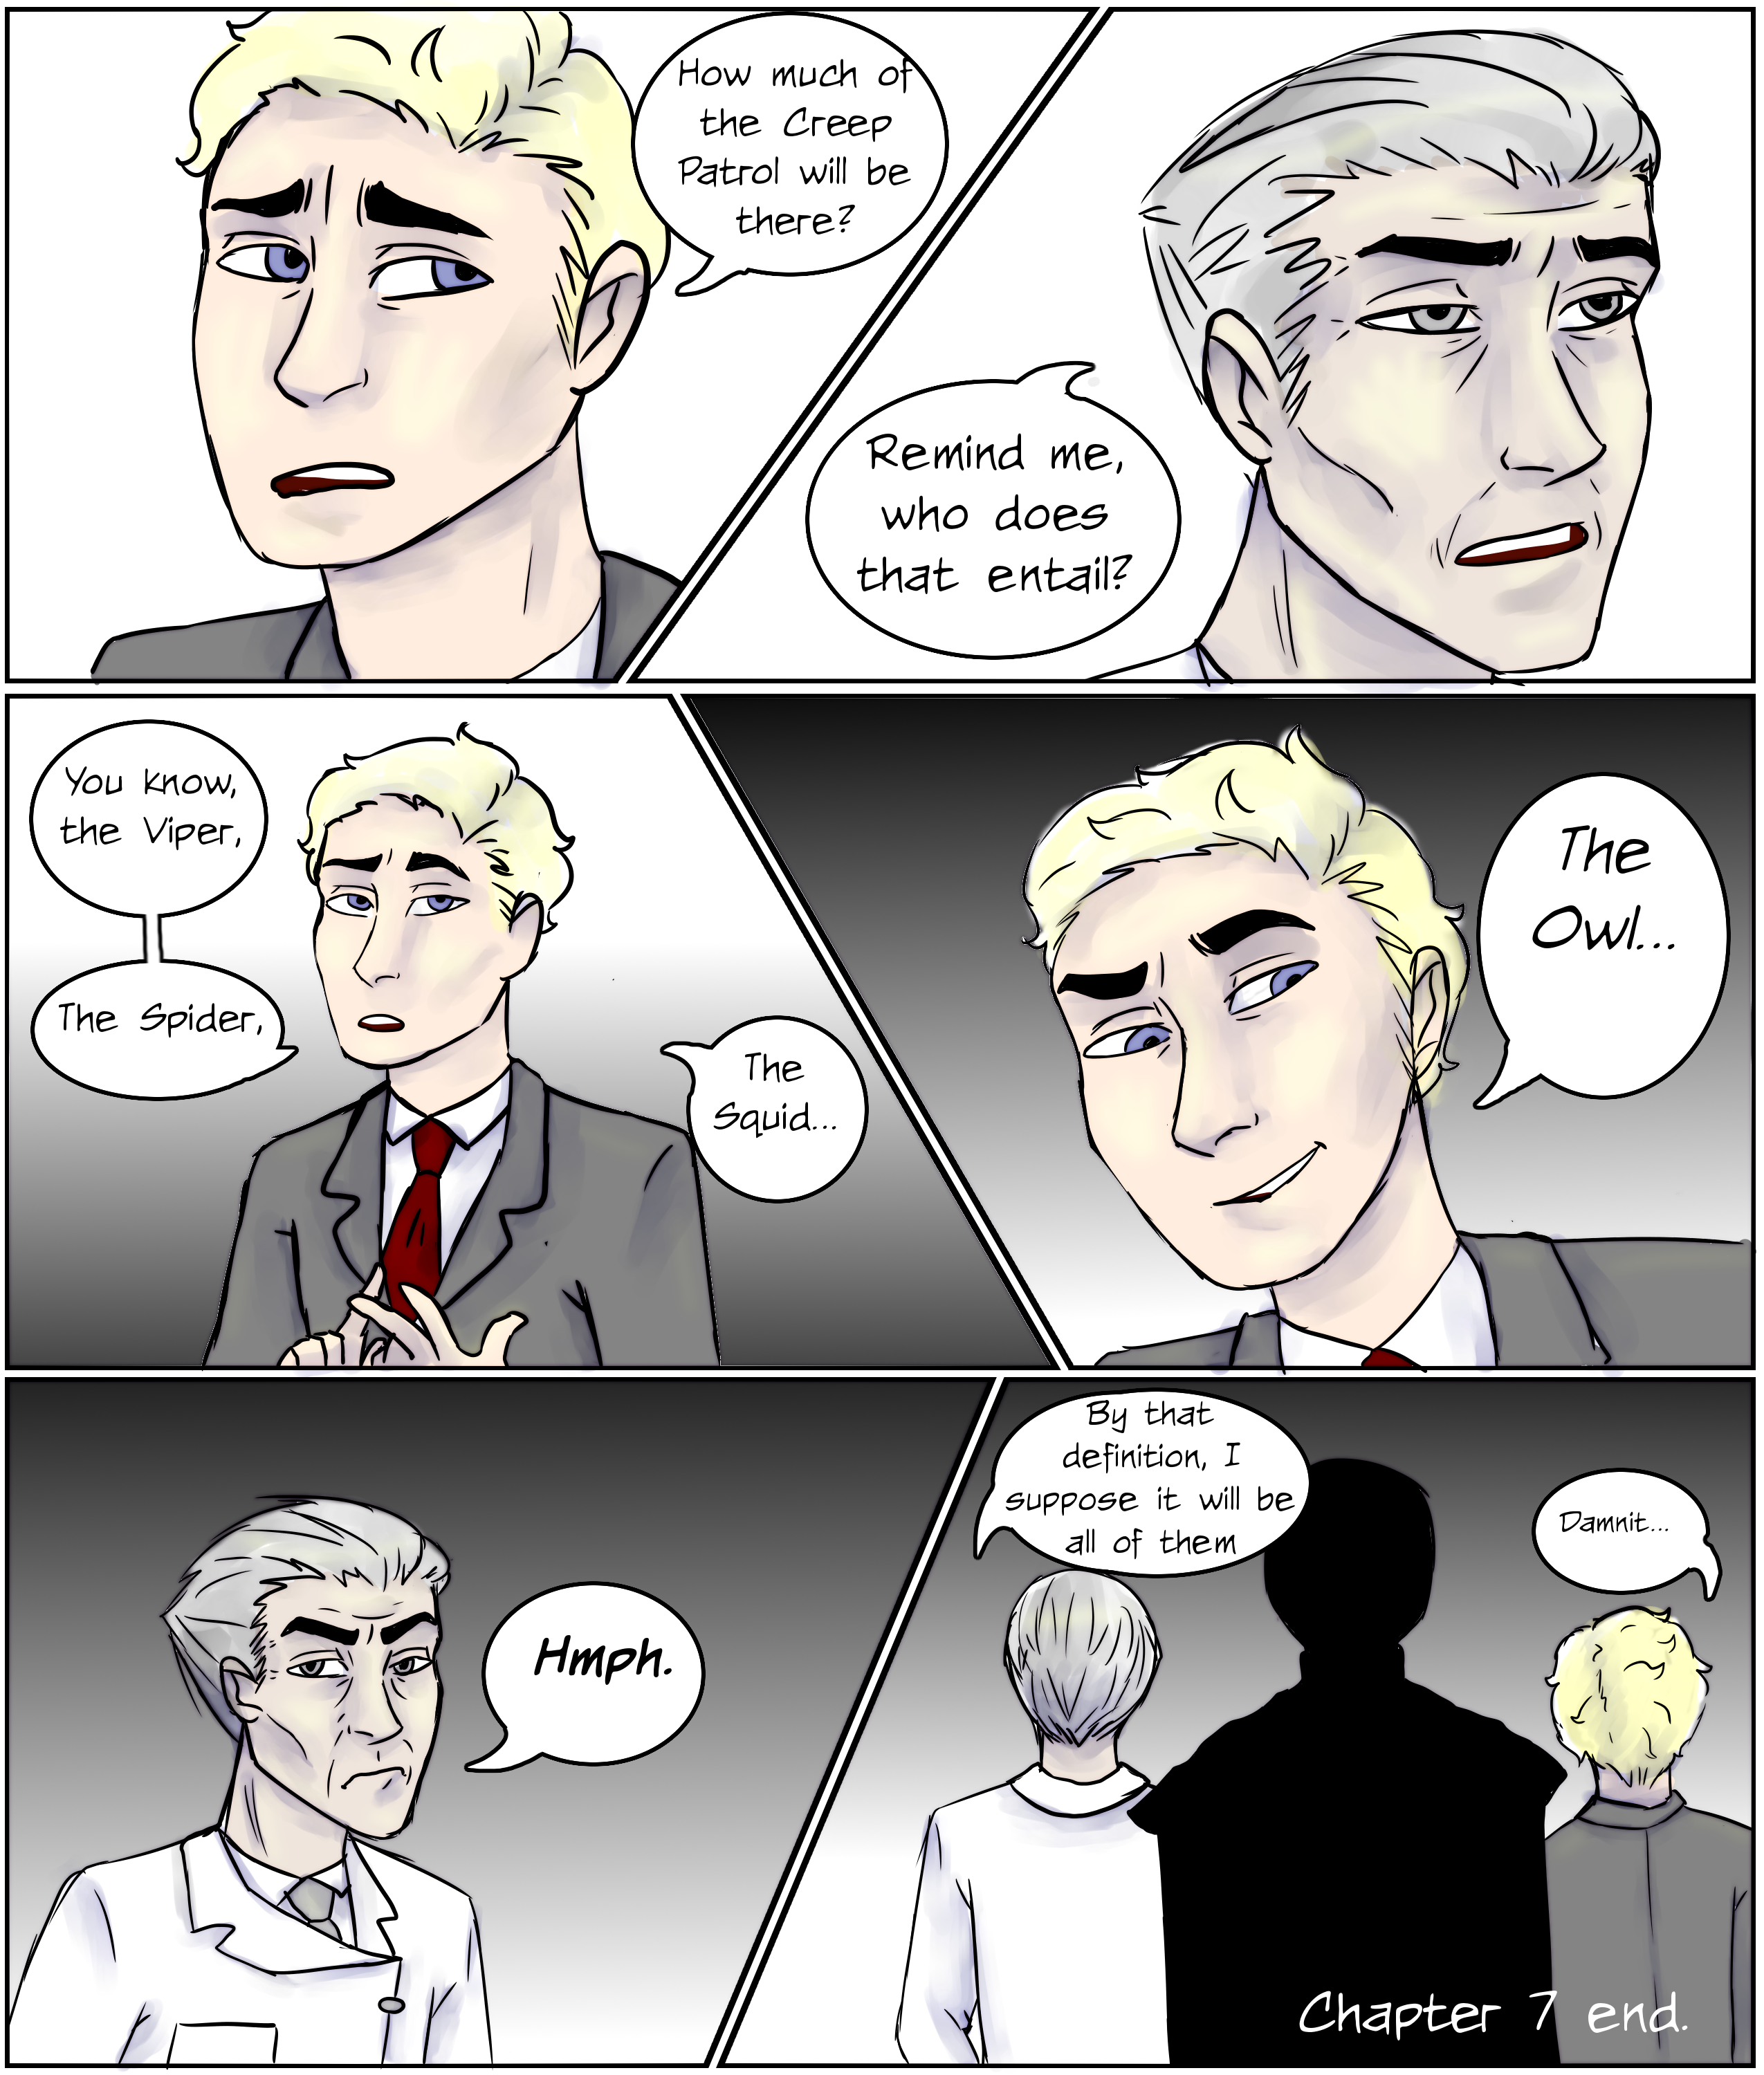 How much of
the Creep
Patrol will be
there?
Remind me,
who does
that entail?
You know,
the Viper,
The Spider,
The
Squid...
The
Owl...
Hmph.
By that
definition, I
suppose it will be
all of them
Damnit...
Chapter 7 end.